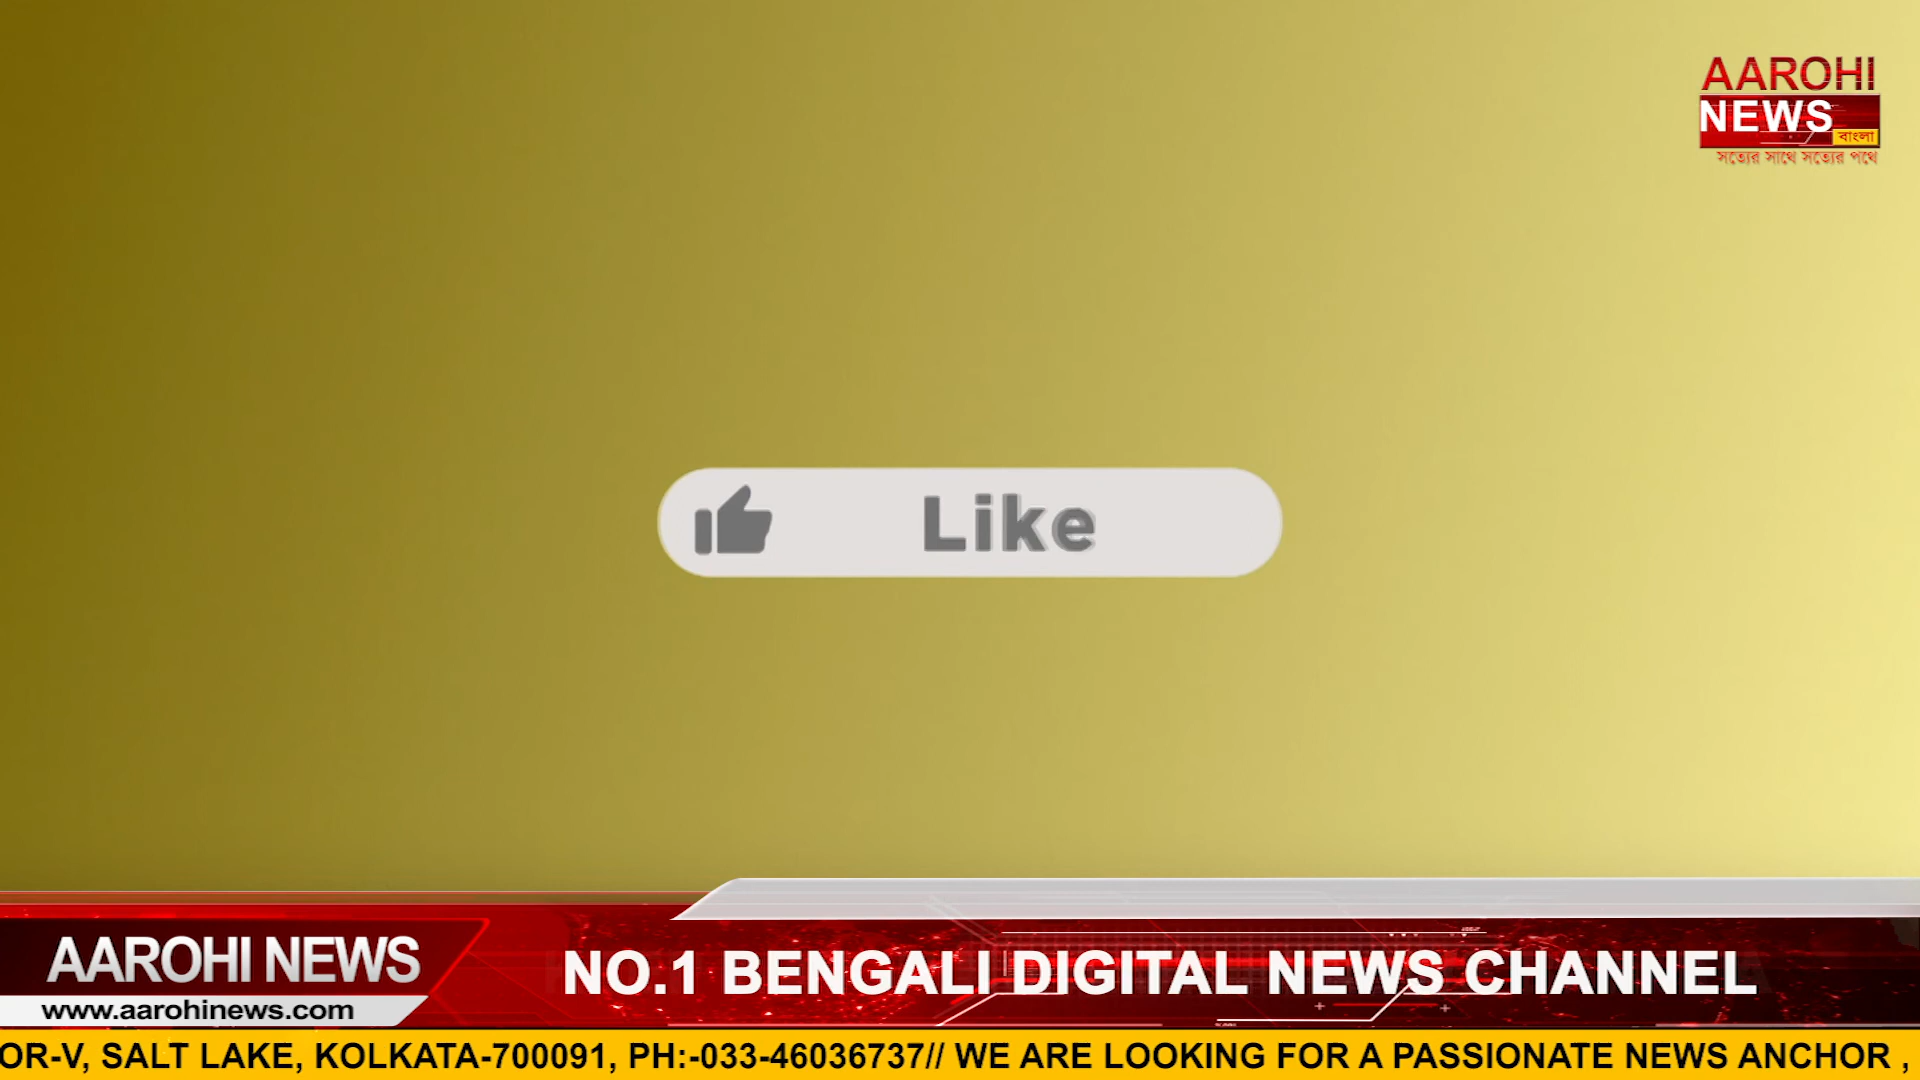 AAROHI
NEWS
বাংলা
সত্যের সাথে সত্যের পথে
Like
AAROHI NEWS
NO.1 BENGALI DIGITAL NEWS CHANNEL
www.aarohinews.com
OR-V, SALT LAKE, KOLKATA-700091, PH:-033-46036737// WE ARE LOOKING FOR A PASSIONATE NEWS ANCHOR ,